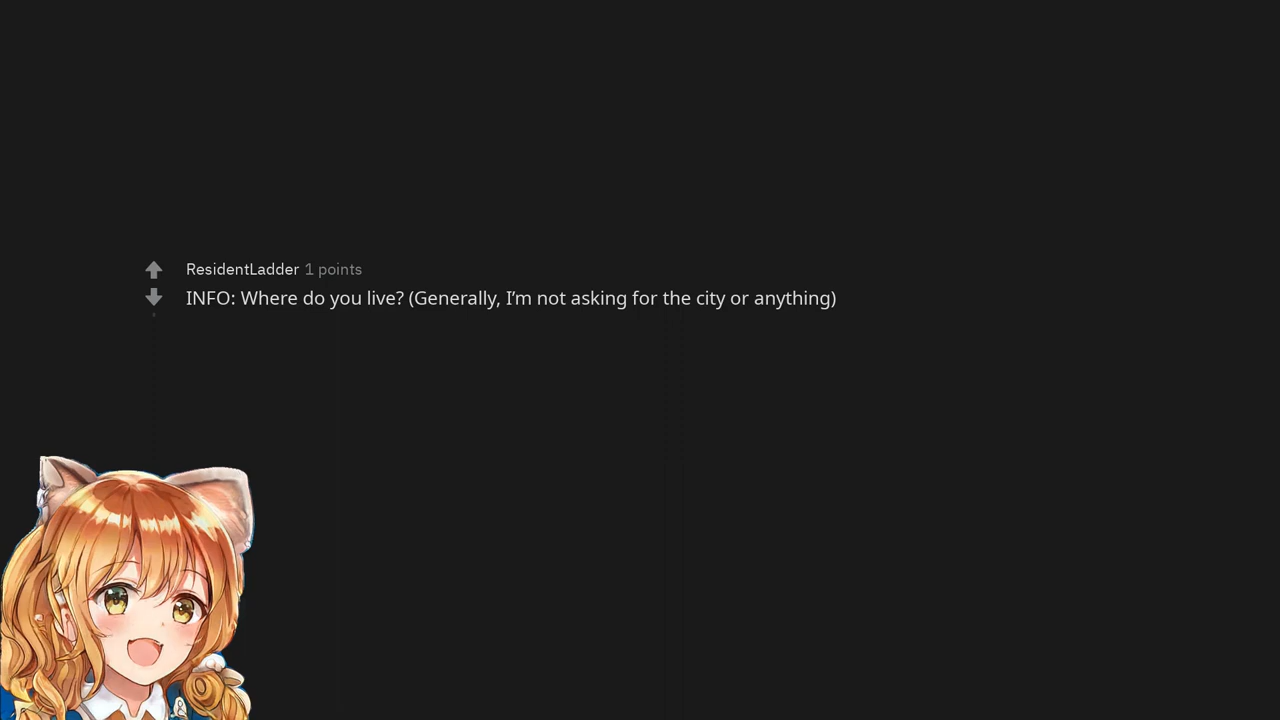 ResidentLadder 1 points
INFO: Where do you live? (Generally, I’m not asking for the city or anything)